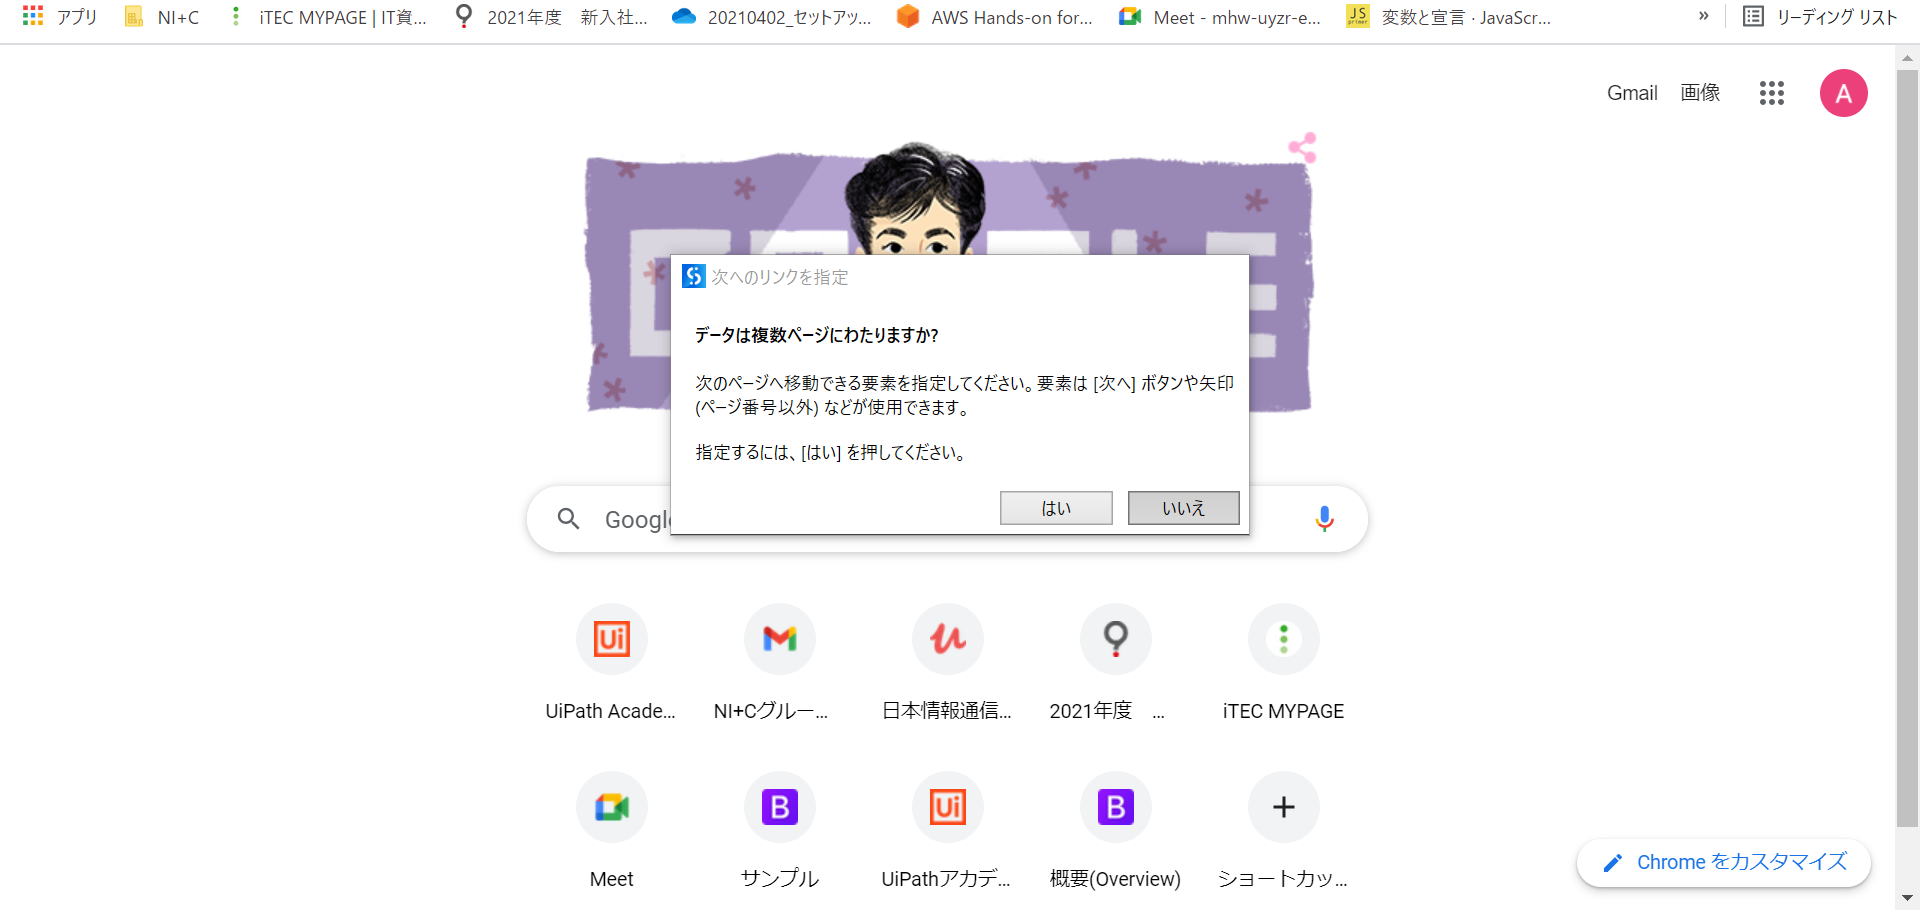 アプリ NI+C iTEC MYPAGE | IT資... 2021年度　新入社... 20210402_セットアッ... AWS Hands-on for... Meet - mhw-uyzr-e... JS primer 変数と宣言 · JavaScr... » リーディング リスト
Gmail 画像 A
次へのリンクを指定
データは複数ページにわたりますか?
次のページへ移動できる要素を指定してください。要素は [次へ] ボタンや矢印
(ページ番号以外) などが使用できます。
指定するには、[はい] を押してください。
はい いいえ
Google
Ui
UiPath Acade... NI+Cグルー... 日本情報通信... 2021年度　... iTEC MYPAGE
B Ui B
Meet サンプル UiPathアカデ... 概要(Overview) ショートカッ...
Chrome をカスタマイズ